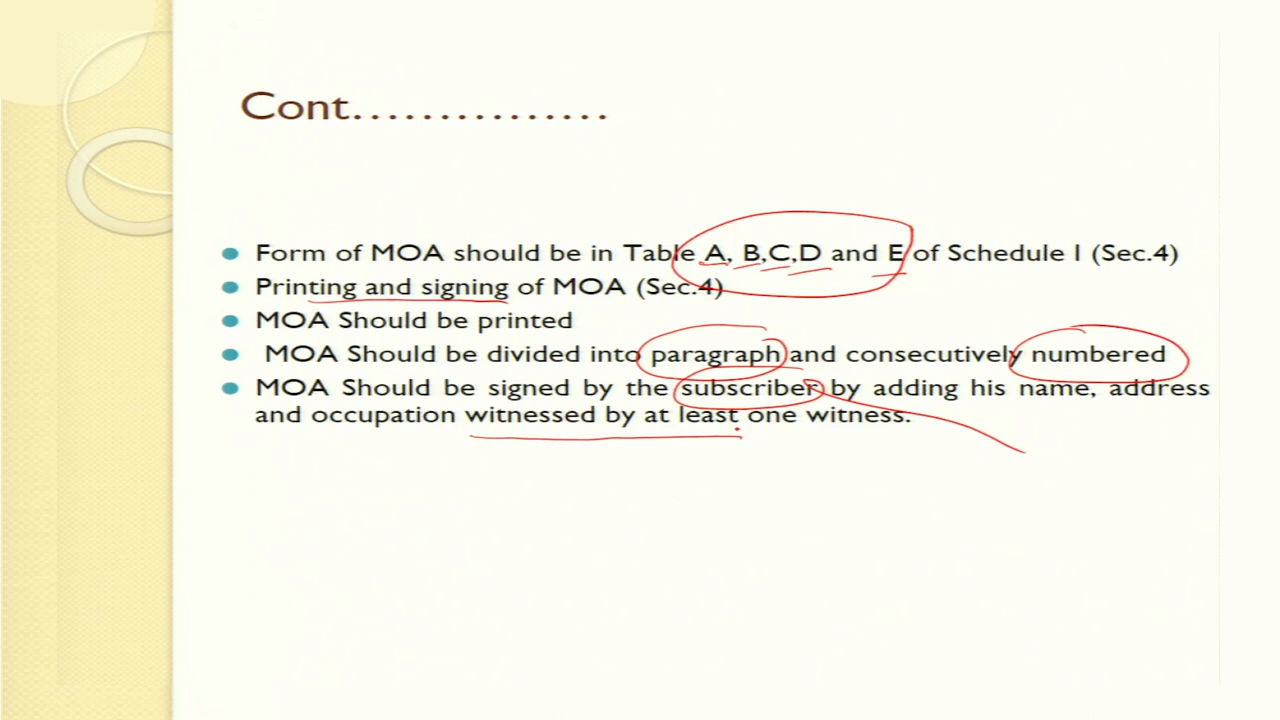 Cont...............
Form of MOA should be in Table A, B,C,D and E of Schedule I (Sec.4)
Printing and signing of MOA (Sec.4)
MOA Should be printed
MOA Should be divided into paragraph and consecutively numbered
MOA Should be signed by the subscriber by adding his name, address
and occupation witnessed by at least one witness.